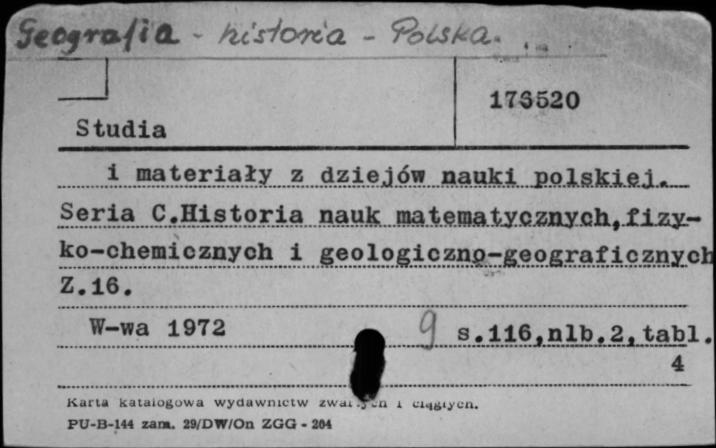 Geografia - historia - Polska.
176520
Studia
i materiały z dziejów nauki polskiej.
Seria C.Historia nauk matematycznych,fizy-
ko-chemicznych i geologiczno-geograficznych
Z.16.
W-wa 1972 9 s.116,nlb.2,tabl.
4
Karta katalogowa wydawnictw zwartych i ciągłych.
PU-B-144 zam. 29/DW/On ZGG - 264